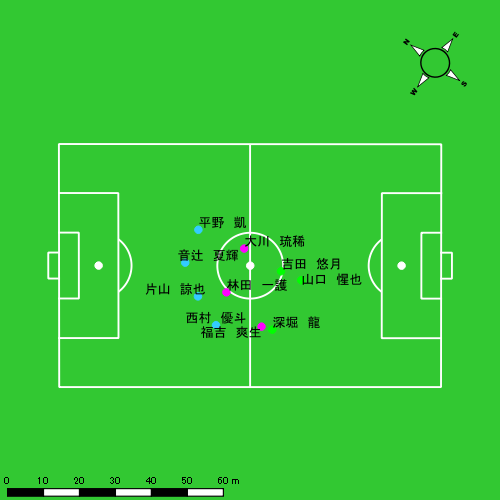 N
E
W
S
平野 凱
大川 琉稀
音辻 夏輝
吉田 悠月
山口 惺也
片山 諒也
林田 一護
西村 優斗
深堀 龍
福吉 爽生
0 10 20 30 40 50 60 m